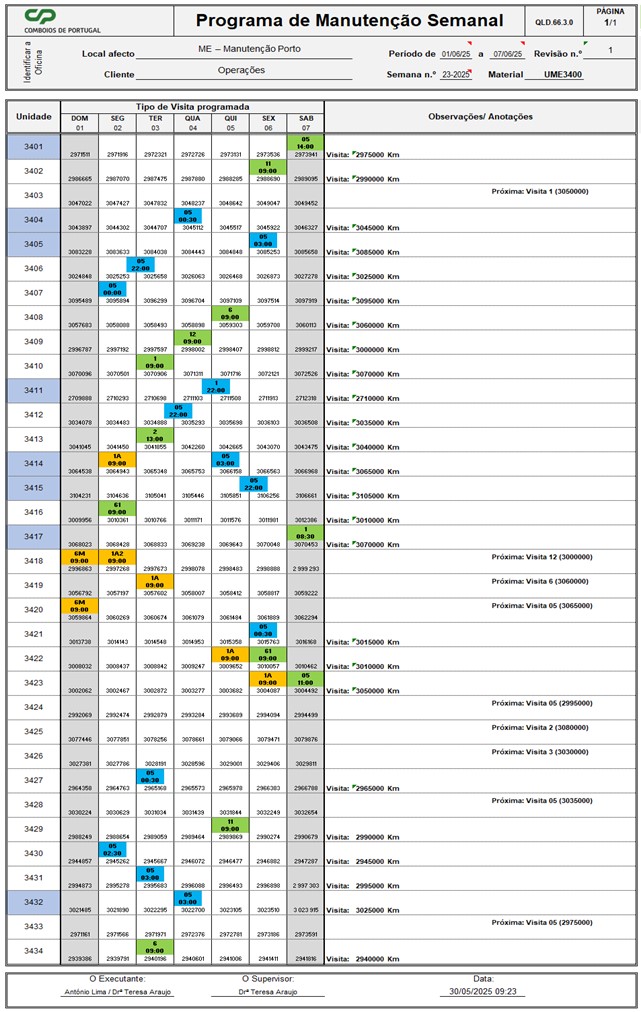 CP
COMBOIOS DE PORTUGAL
Programa de Manutenção Semanal
QLD.66.3.0
PÁGINA
1/1
Identificar a Oficina
Local afecto ME – Manutenção Porto
Período de 01/06/25 a 07/06/25 Revisão n.º 1
Cliente Operações
Semana n.º 23-2025 Material UME3400
Unidade Tipo de Visita programada Observações/ Anotações
DOM SEG TER QUA QUI SEX SAB
01 02 03 04 05 06 07
05
14:00
3401 2971511 2971916 2972321 2972726 2973131 2973536 2973941 Visita: 2975000 Km
11
09:00
3402 2986665 2987070 2987475 2987880 2988285 2988690 2989095 Visita: 2990000 Km
3403 Próxima: Visita 1 (3050000)
3047022 3047427 3047832 3048237 3048642 3049047 3049452
05
00:30
3404 3043897 3044302 3044707 3045112 3045517 3045922 3046327 Visita: 3045000 Km
05
03:00
3405 3083228 3083633 3084038 3084443 3084848 3085253 3085658 Visita: 3085000 Km
05
22:00
3406 3024848 3025253 3025658 3026063 3026468 3026873 3027278 Visita: 3025000 Km
05
00:00
3407 3095489 3095894 3096299 3096704 3097109 3097514 3097919 Visita: 3095000 Km
6
09:00
3408 3057683 3058088 3058493 3058898 3059303 3059708 3060113 Visita: 3060000 Km
12
09:00
3409 2996787 2997192 2997597 2998002 2998407 2998812 2999217 Visita: 3000000 Km
1
09:00
3410 3070096 3070501 3070906 3071311 3071716 3072121 3072526 Visita: 3070000 Km
1
22:00
3411 2709888 2710293 2710698 2711103 2711508 2711913 2712318 Visita: 2710000 Km
05
22:00
3412 3034078 3034483 3034888 3035293 3035698 3036103 3036508 Visita: 3035000 Km
2
13:00
3413 3041045 3041450 3041855 3042260 3042665 3043070 3043475 Visita: 3040000 Km
1A 05
09:00 03:00
3414 3064538 3064943 3065348 3065753 3066158 3066563 3066968 Visita: 3065000 Km
05
22:00
3415 3104231 3104636 3105041 3105446 3105851 3106256 3106661 Visita: 3105000 Km
61
09:00
3416 3009956 3010361 3010766 3011171 3011576 3011981 3012386 Visita: 3010000 Km
1
08:30
3417 3068023 3068428 3068833 3069238 3069643 3070048 3070453 Visita: 3070000 Km
6M 1A2
09:00 09:00
3418 Próxima: Visita 12 (3000000)
2996863 2997268 2997673 2998078 2998483 2998888 2 999 293
1A
09:00
3419 Próxima: Visita 6 (3060000)
3056792 3057197 3057602 3058007 3058412 3058817 3059222
6M
09:00
3420 Próxima: Visita 05 (3065000)
3059864 3060269 3060674 3061079 3061484 3061889 3062294
05
00:30
3421 3013738 3014143 3014548 3014953 3015358 3015763 3016168 Visita: 3015000 Km
1A 61
09:00 09:00
3422 3008032 3008437 3008842 3009247 3009652 3010057 3010462 Visita: 3010000 Km
1A 05
09:00 11:00
3423 3002062 3002467 3002872 3003277 3003682 3004087 3004492 Visita: 3050000 Km
3424 Próxima: Visita 05 (2995000)
2992069 2992474 2992879 2993284 2993689 2994094 2994499
3425 Próxima: Visita 2 (3080000)
3077446 3077851 3078256 3078661 3079066 3079471 3079876
3426 Próxima: Visita 3 (3030000)
3027381 3027786 3028191 3028596 3029001 3029406 3029811
05
00:30
3427 2964358 2964763 2965168 2965573 2965978 2966383 2966788 Visita: 2965000 Km
3428 Próxima: Visita 05 (3035000)
3030224 3030629 3031034 3031439 3031844 3032249 3032654
11
09:00
3429 2988249 2988654 2989059 2989464 2989869 2990274 2990679 Visita: 2990000 Km
05
02:30
3430 2944857 2945262 2945667 2946072 2946477 2946882 2947287 Visita: 2945000 Km
05
03:00
3431 2994873 2995278 2995683 2996088 2996493 2996898 2 997 303 Visita: 2995000 Km
05
03:00
3432 3021485 3021890 3022295 3022700 3023105 3023510 3 023 915 Visita: 3025000 Km
3433 Próxima: Visita 05 (2975000)
2971161 2971566 2971971 2972376 2972781 2973186 2973591
6
09:00
3434 2939386 2939791 2940196 2940601 2941006 2941411 2941816 Visita: 2940000 Km
O Executante: O Supervisor: Data:
António Lima / Drª Teresa Araujo Drª Teresa Araujo 30/05/2025 09:23